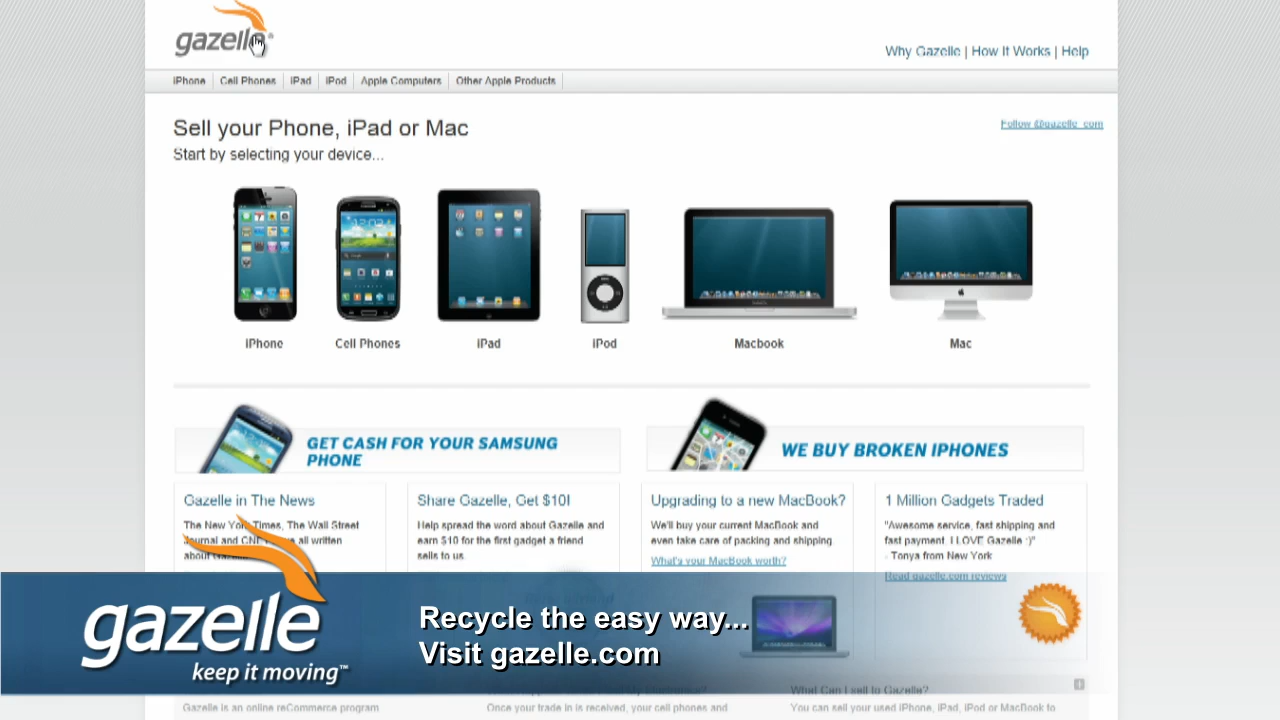 gazelle
Why Gazelle | How It Works | Help
iPhone Cell Phones iPad iPod Apple Computers Other Apple Products
Sell your Phone, iPad or Mac
Follow @gazelle_com
Start by selecting your device...
iPhone Cell Phones iPad iPod Macbook Mac
GET CASH FOR YOUR SAMSUNG
PHONE
WE BUY BROKEN IPHONES
Gazelle in The News
The New York Times, The Wall Street
Journal and CNET have all written
about
Share Gazelle, Get $10!
Help spread the word about Gazelle and
earn $10 for the first gadget a friend
sells to us.
Upgrading to a new MacBook?
We'll buy your current MacBook and
even take care of packing and shipping.
What's your MacBook worth?
1 Million Gadgets Traded
"Awesome service, fast shipping and
fast payment. I LOVE Gazelle :)"
- Tonya from New York
Read gazelle.com reviews
gazelle
keep it moving™
Recycle the easy way...
Visit gazelle.com
What Can I sell to Gazelle?
Gazelle is an online reCommerce program
Once your trade in is received, your cell phones and
You can sell your used iPhone, iPad, iPod or MacBook to